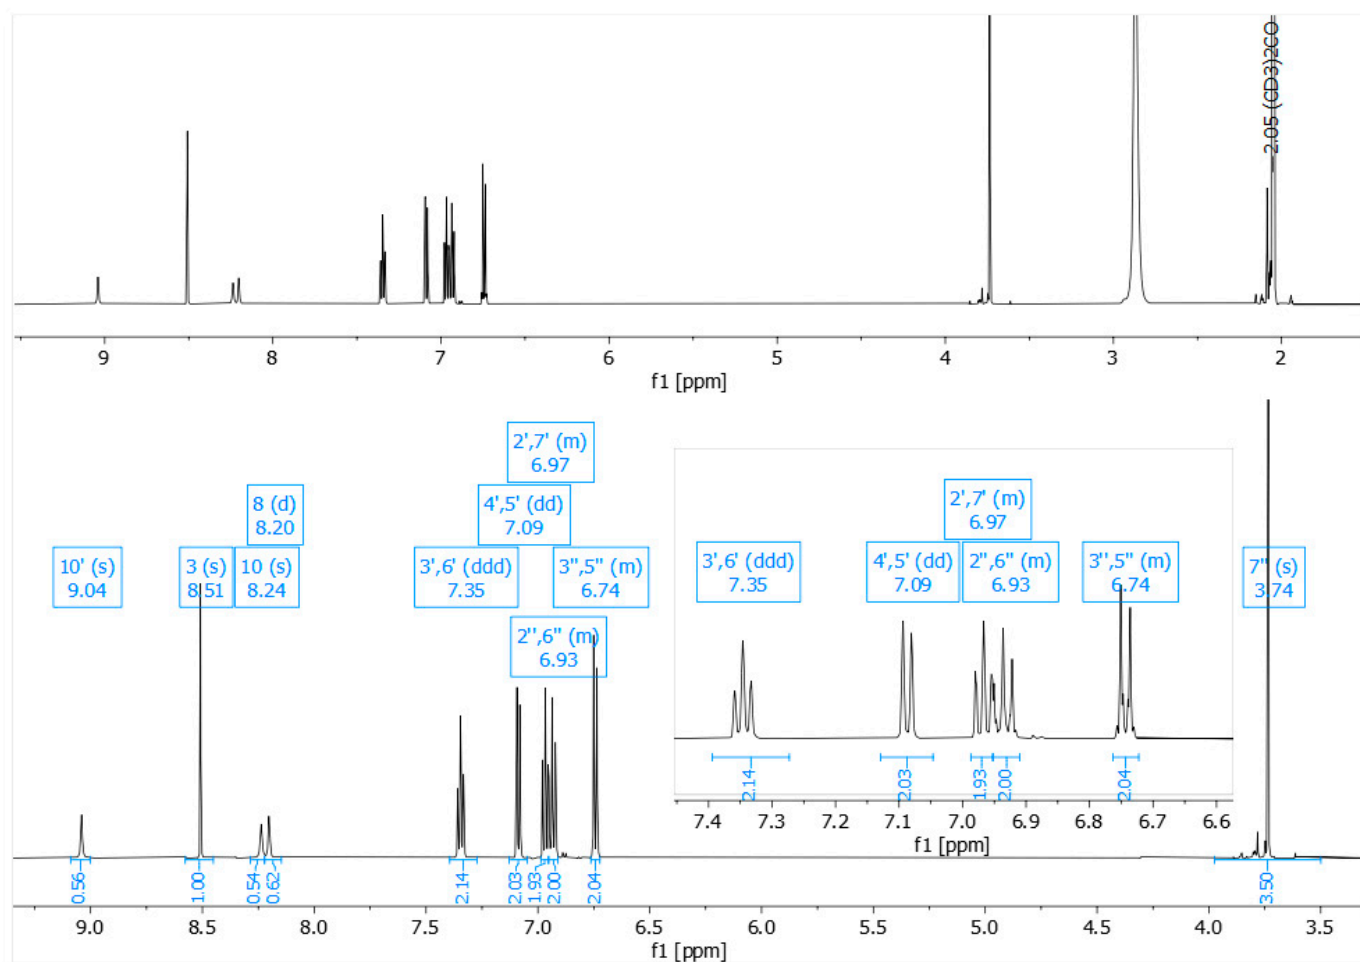 2.05 (CD3)2CO
9 8 7 6 5 4 3 2
f1 [ppm]
2',7' (m)
6.97
8 (d)
8.20
4',5' (dd)
7.09
10' (s)
9.04
3 (s)
8.51
10 (s)
8.24
3',6' (ddd)
7.35
3'',5'' (m)
6.74
2'',6'' (m)
6.93
7'' (s)
3.74
2',7' (m)
6.97
3',6' (ddd)
7.35
4',5' (dd)
7.09
2'',6'' (m)
6.93
3'',5'' (m)
6.74
2.14 2.03 1.93 2.00 2.04
7.4 7.3 7.2 7.1 7.0 6.9 6.8 6.7 6.6
f1 [ppm]
0.56 1.00 0.54 0.62 2.14 2.03 1.93 2.00 2.04 3.50
9.0 8.5 8.0 7.5 7.0 6.5 6.0 5.5 5.0 4.5 4.0 3.5
f1 [ppm]